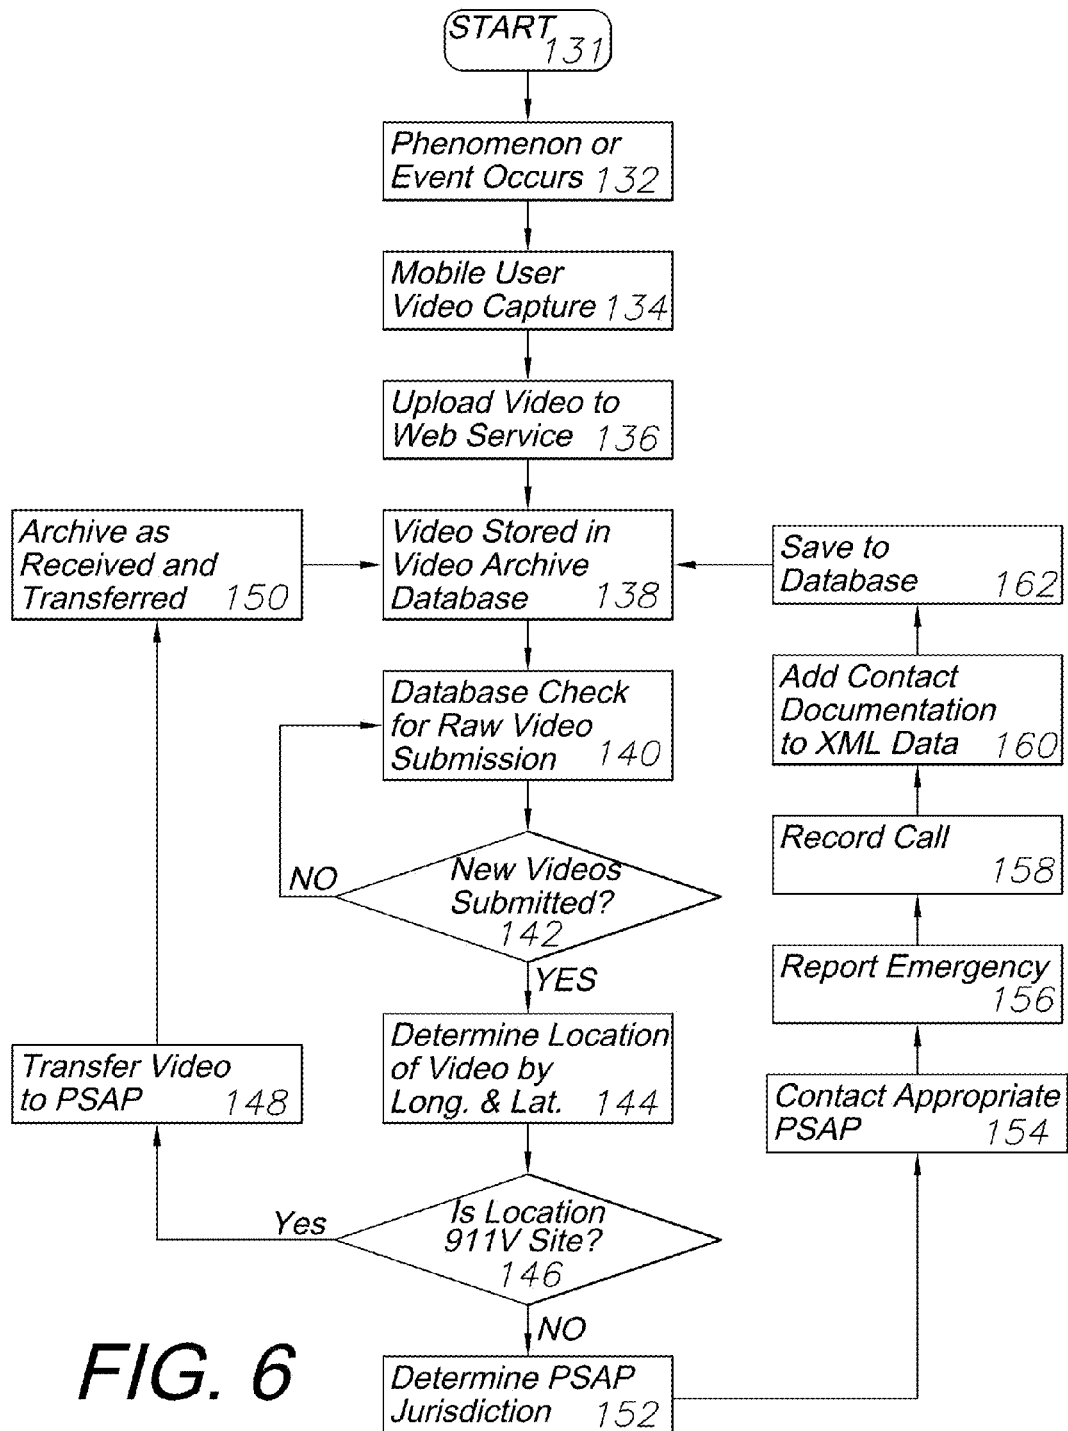 START
131
Phenomenon or
Event Occurs 132
Mobile User
Video Capture 134
Upload Video to
Web Service 136
Archive as
Received and
Transferred 150
Video Stored in
Video Archive
Database 138
Save to
Database 162
Database Check
for Raw Video
Submission 140
Add Contact
Documentation
to XML Data 160
New Videos
Submitted?
142
NO
YES
Record Call
158
Report Emergency
156
Determine Location
of Video by
Long. & Lat. 144
Transfer Video
to PSAP 148
Contact Appropriate
PSAP 154
Is Location
911V Site?
146
Yes
NO
Determine PSAP
Jurisdiction 152
FIG. 6